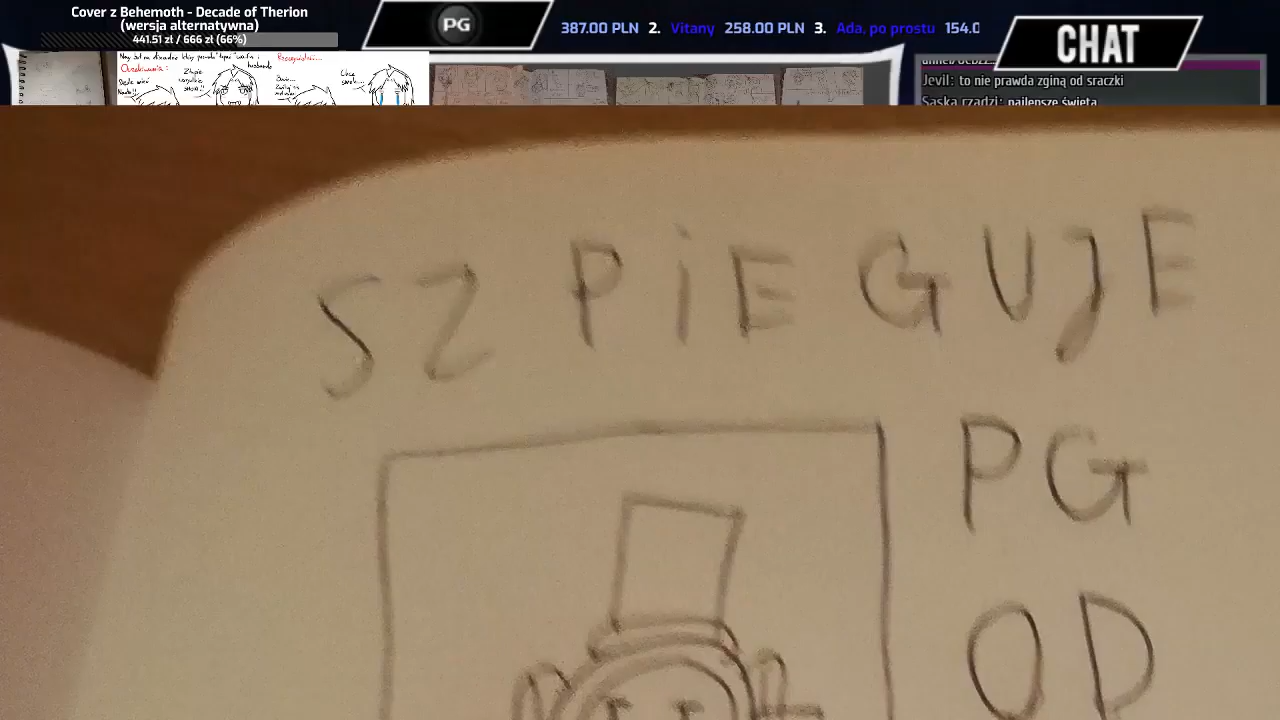 Cover z Behemoth - Decade of Therion
(wersja alternatywna)
441.51 zł / 666 zł (66%)
PG
387.00 PLN 2. Vitany 258.00 PLN 3. Ada, po prostu 154.0
CHAT
Oczekiwania:
Rzeczywistość...
Jevil: to nie prawda zginą od sraczki
Saska rządzi: najlepsze święta
SZPiEGUJE
PG
OD